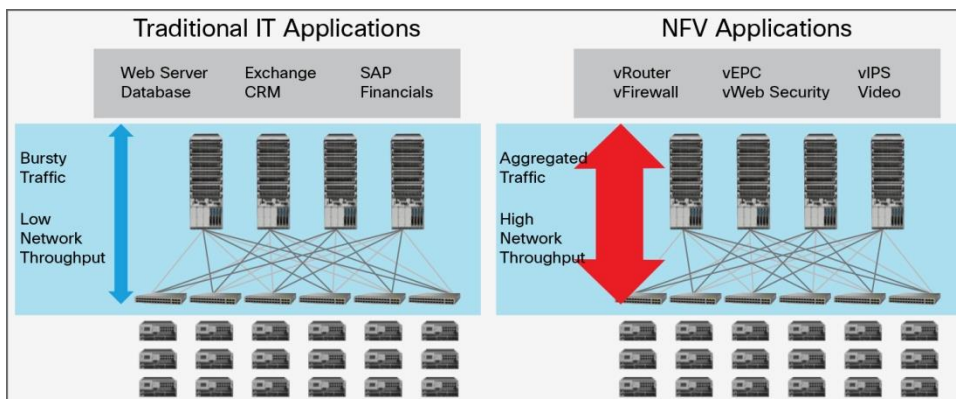 Traditional IT Applications
Web Server
Database
Exchange
CRM
SAP
Financials
Bursty
Traffic
Low
Network
Throughput
NFV Applications
vRouter
vFirewall
vEPC
vWeb Security
vIPS
Video
Aggregated
Traffic
High
Network
Throughput